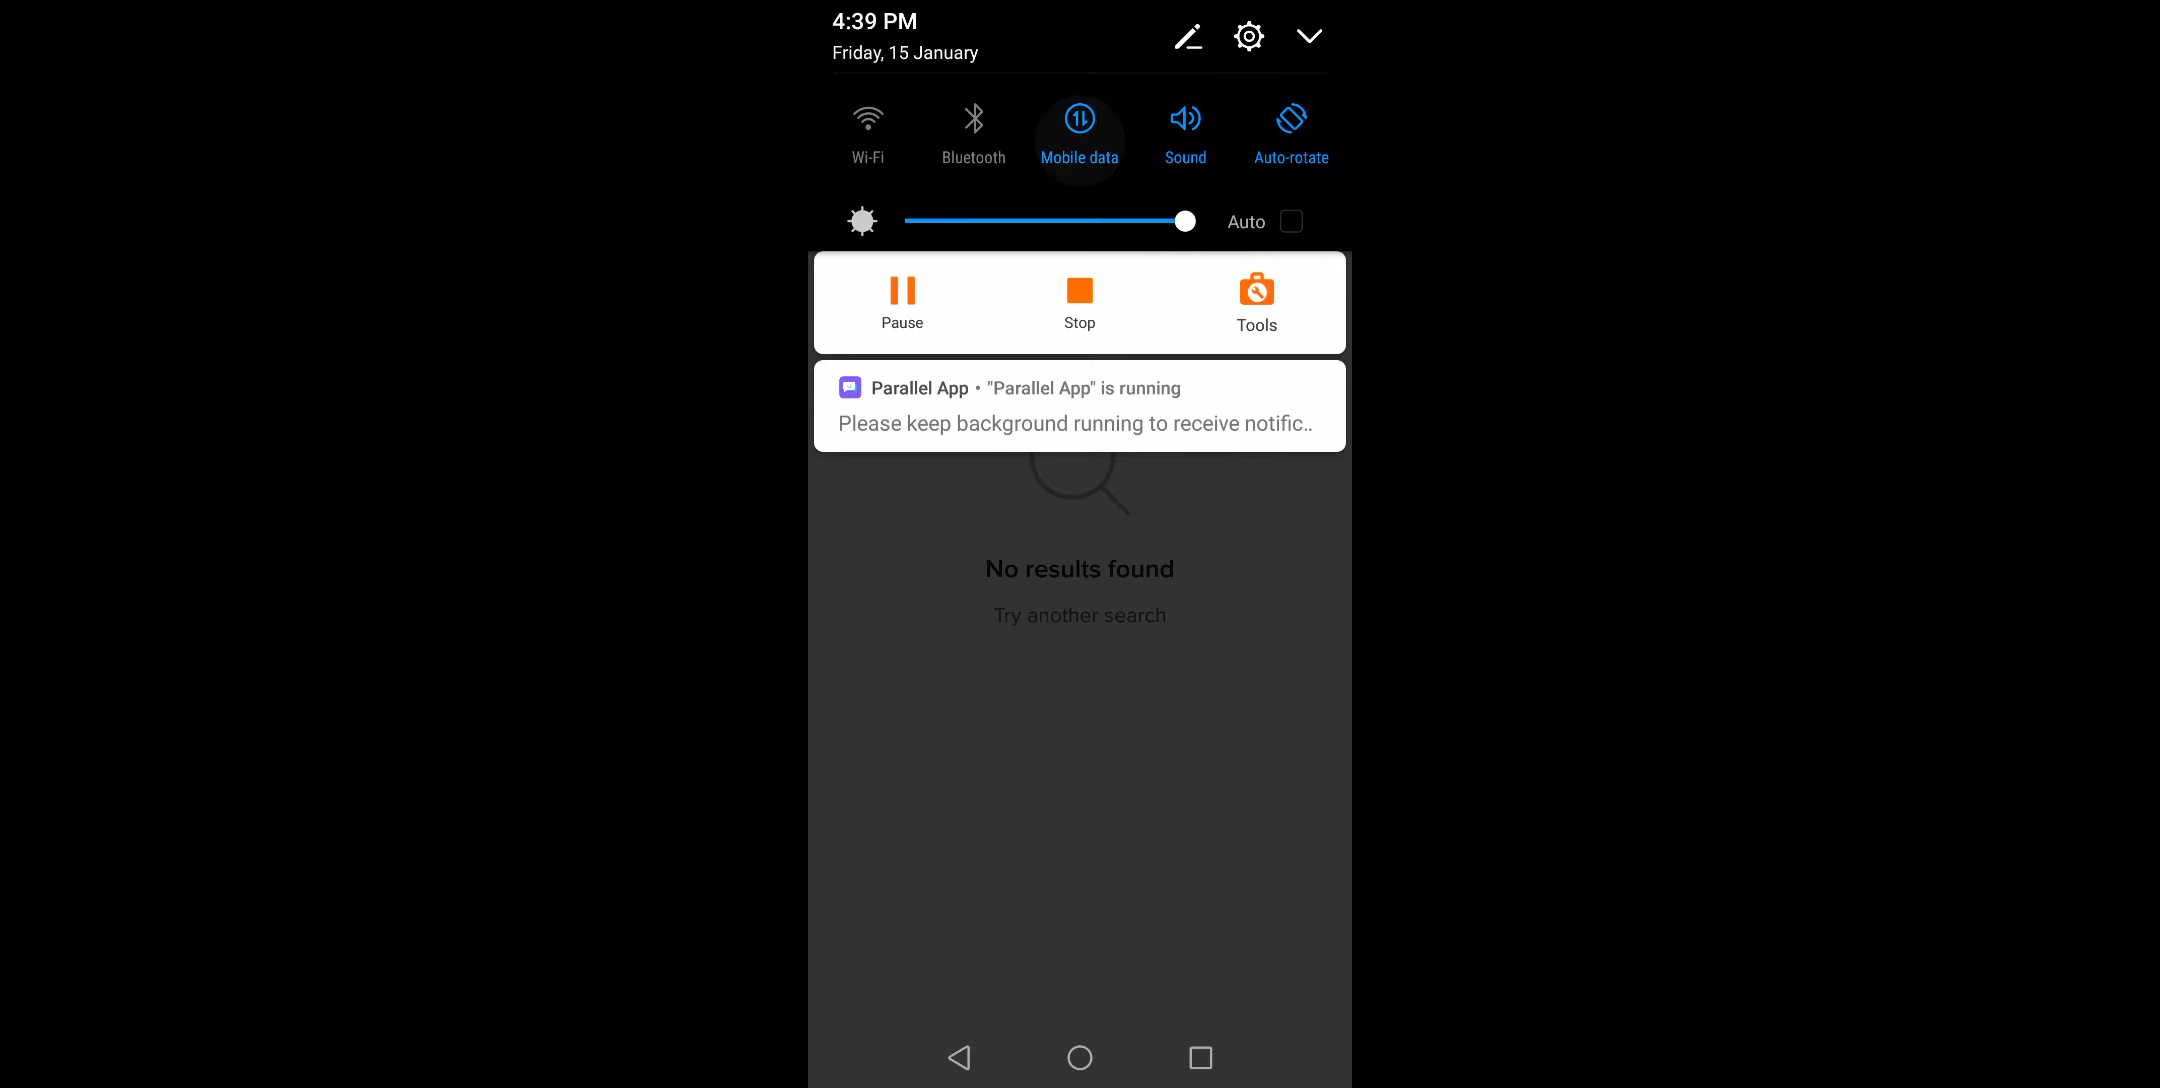 4:39 PM
Friday, 15 January
Wi-Fi
Bluetooth
Mobile data
Sound
Auto-rotate
Auto
Pause
Stop
Tools
Parallel App • "Parallel App" is running
Please keep background running to receive notific..
No results found
Try another search